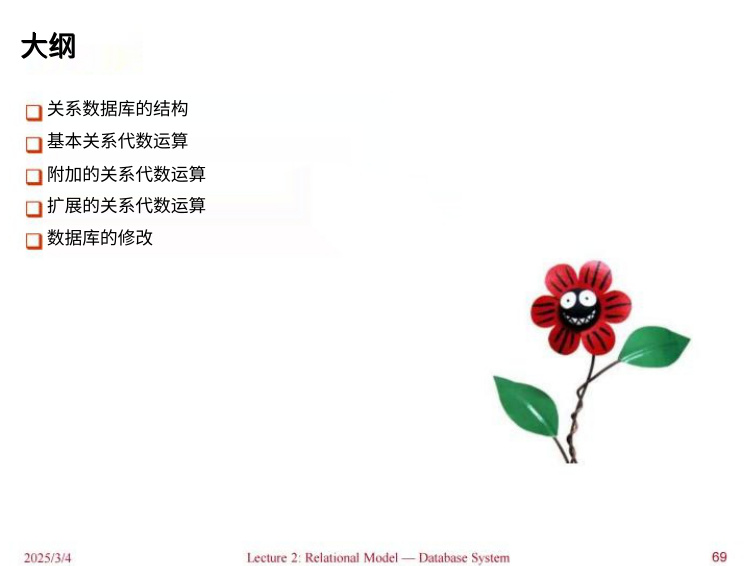 大纲
关系数据库的结构
基本关系代数运算
附加的关系代数运算
扩展的关系代数运算
数据库的修改
2025/3/4
Lecture 2: Relational Model — Database System
69